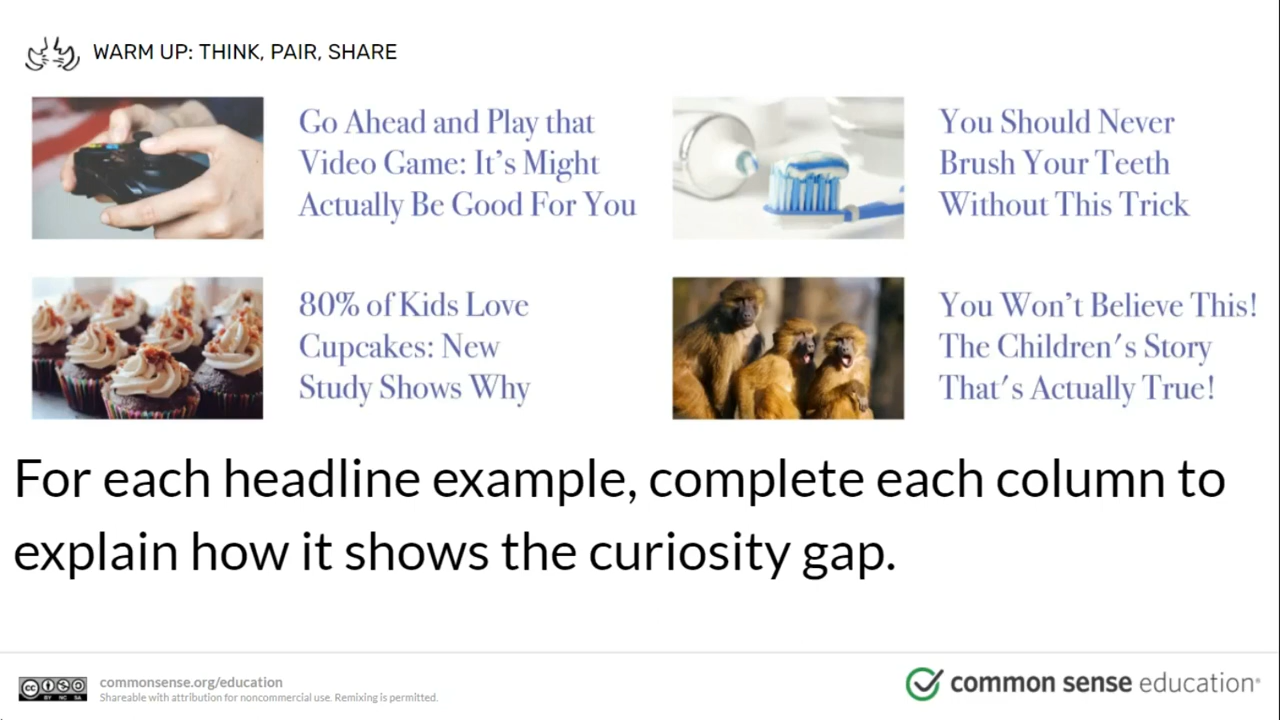 WARM UP: THINK, PAIR, SHARE
Go Ahead and Play that
Video Game: It's Might
Actually Be Good For You
You Should Never
Brush Your Teeth
Without This Trick
80% of Kids Love
Cupcakes: New
Study Shows Why
You Won't Believe This!
The Children's Story
That's Actually True!
For each headline example, complete each column to
explain how it shows the curiosity gap.
cc BY NC SA
commonsense.org/education
Shareable with attribution for noncommercial use. Remixing is permitted.
common sense education®